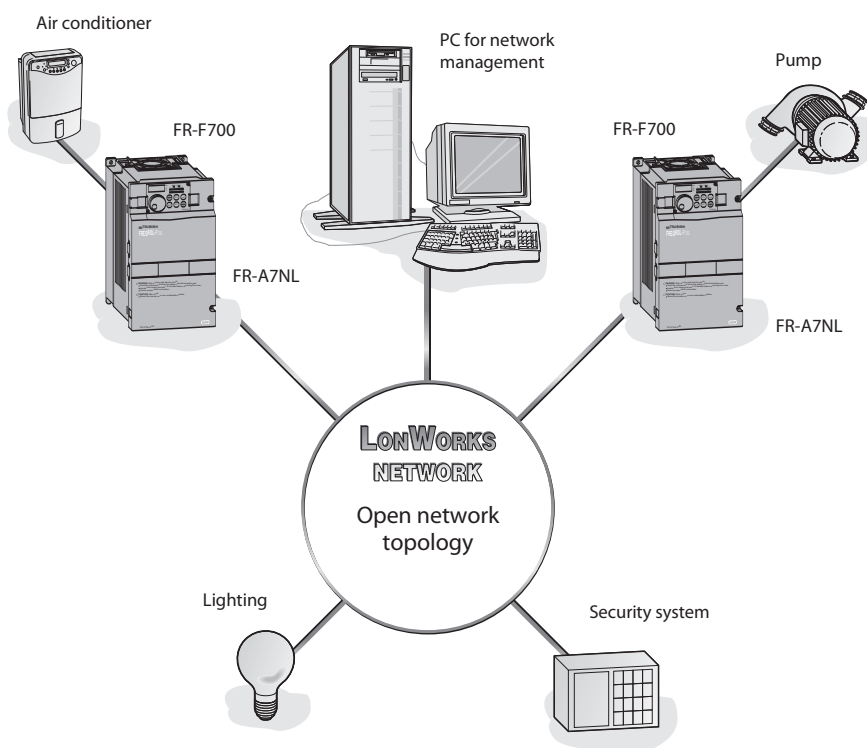 Air conditioner
PC for network
management
Pump
FR-F700
FR-F700
FR-A7NL
FR-A7NL
LONWORKS
NETWORK
Open network
topology
Lighting
Security system